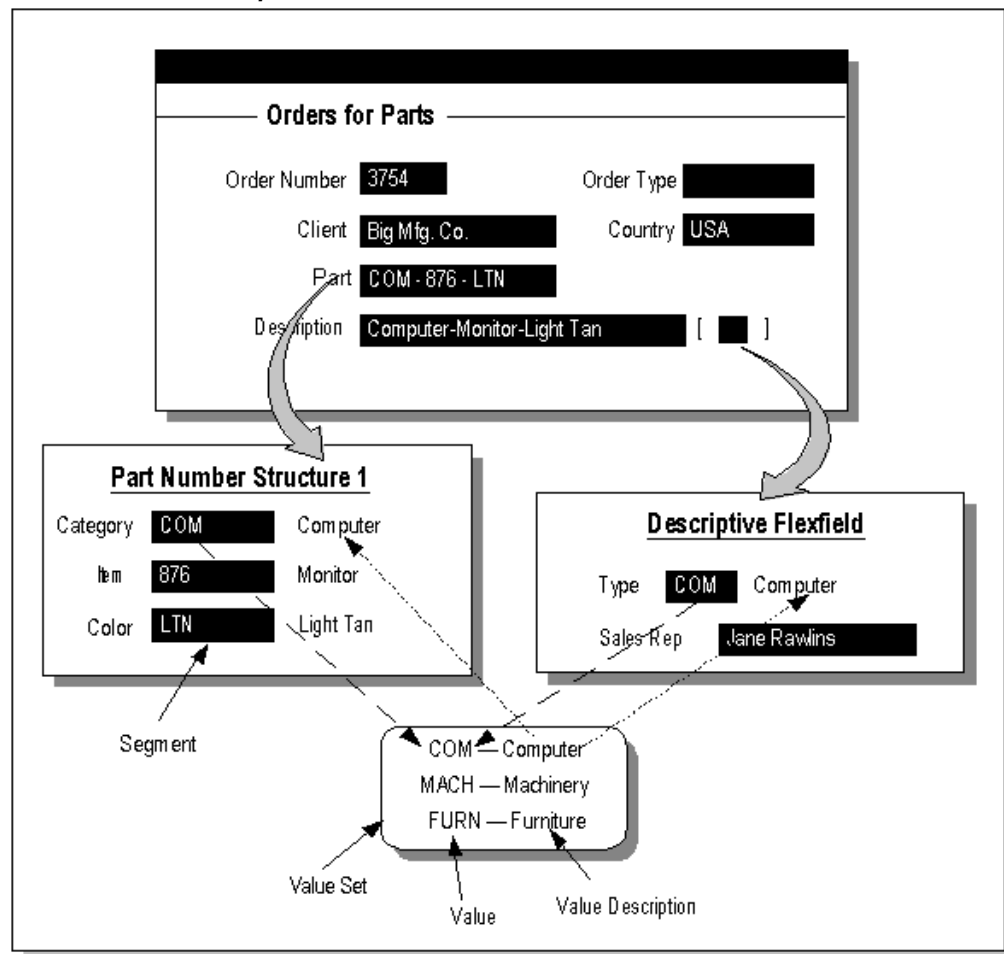 Orders for Parts
Order Number 3754 Order Type
Client Big Mfg. Co. Country USA
Part COM - 876 - LTN
Description Computer-Monitor-Light Tan [ ]
Part Number Structure 1
Category COM Computer
Item 876 Monitor
Color LTN Light Tan
Segment
Descriptive Flexfield
Type COM Computer
Sales Rep Jane Rawlins
COM — Computer
MACH — Machinery
FURN — Furniture
Value Set
Value
Value Description